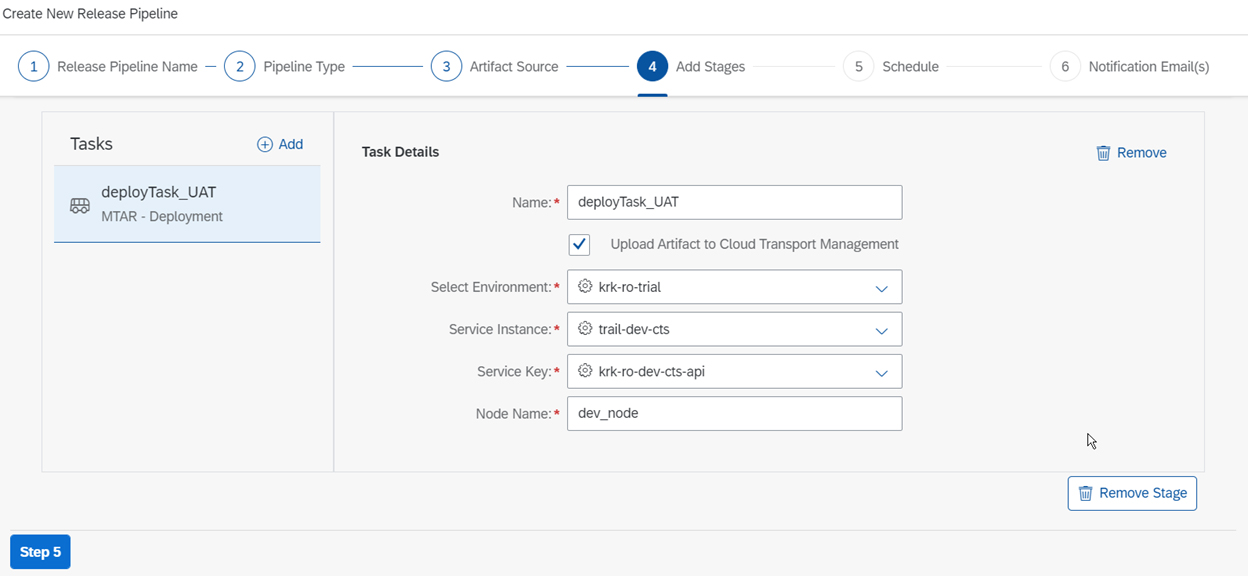 Create New Release Pipeline
1 Release Pipeline Name 2 Pipeline Type 3 Artifact Source 4 Add Stages 5 Schedule 6 Notification Email(s)
Tasks Add
deployTask_UAT
MTAR - Deployment
Task Details Remove
Name:* deployTask_UAT
Upload Artifact to Cloud Transport Management
Select Environment:* krk-ro-trial
Service Instance:* trail-dev-cts
Service Key:* krk-ro-dev-cts-api
Node Name:* dev_node
Remove Stage
Step 5